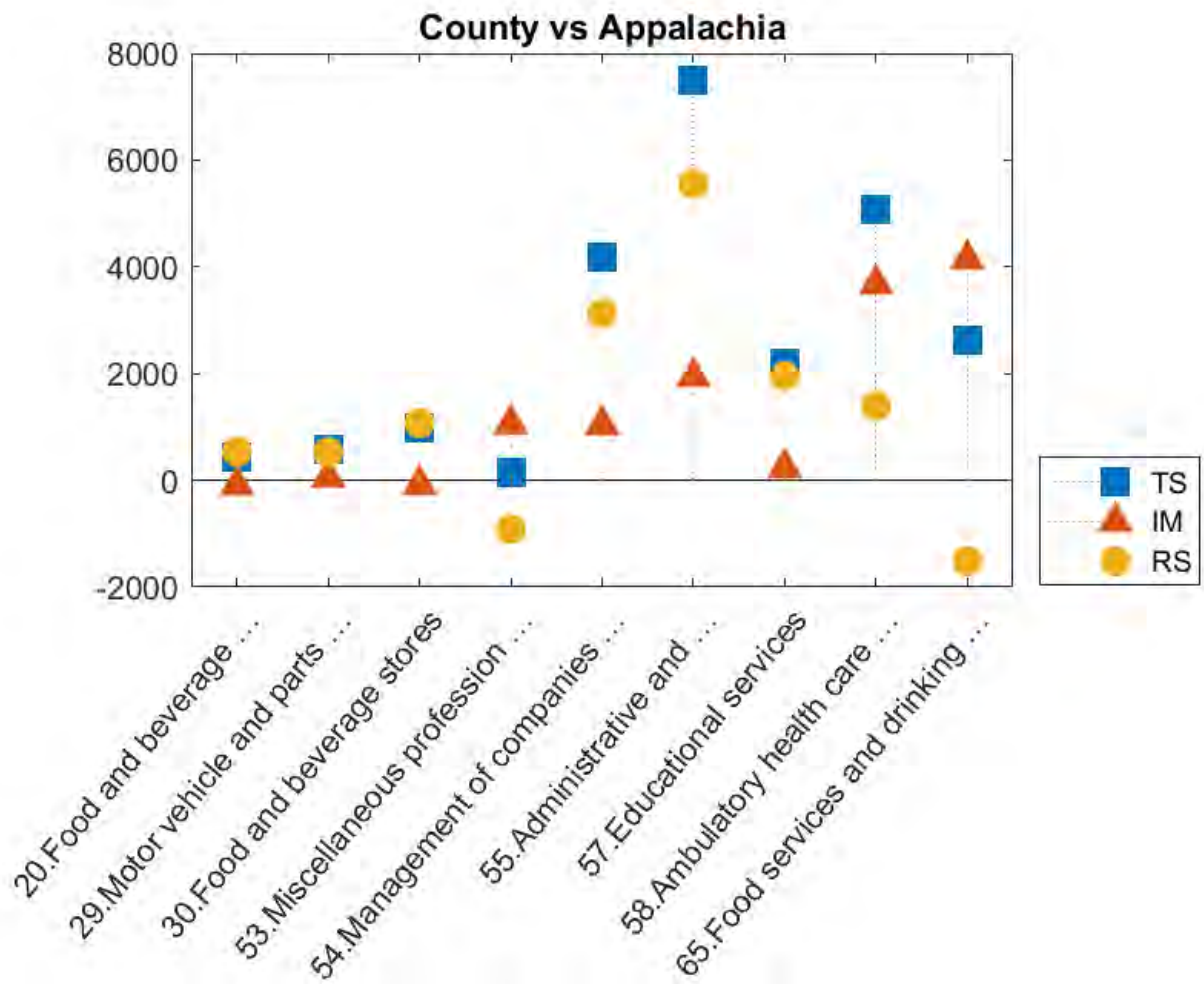 County vs Appalachia
8000
6000
4000
2000
0
-2000
TS
IM
RS
20.Food and beverage ...
29.Motor vehicle and parts ...
30.Food and beverage stores
53.Miscellaneous profession ...
54.Management of companies ...
55.Administrative and ...
57.Educational services
58.Ambulatory health care ...
65.Food services and drinking ...